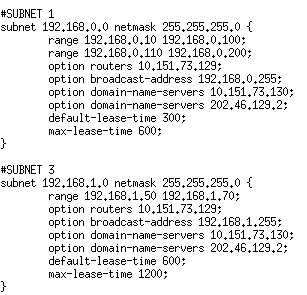 #SUBNET 1
subnet 192.168.0.0 netmask 255.255.255.0 {
range 192.168.0.10 192.168.0.100;
range 192.168.0.110 192.168.0.200;
option routers 10.151.73.129;
option broadcast-address 192.168.0.255;
option domain-name-servers 10.151.73.130;
option domain-name-servers 202.46.129.2;
default-lease-time 300;
max-lease-time 600;
}
#SUBNET 3
subnet 192.168.1.0 netmask 255.255.255.0 {
range 192.168.1.50 192.168.1.70;
option routers 10.151.73.129;
option broadcast-address 192.168.1.255;
option domain-name-servers 10.151.73.130;
option domain-name-servers 202.46.129.2;
default-lease-time 600;
max-lease-time 1200;
}